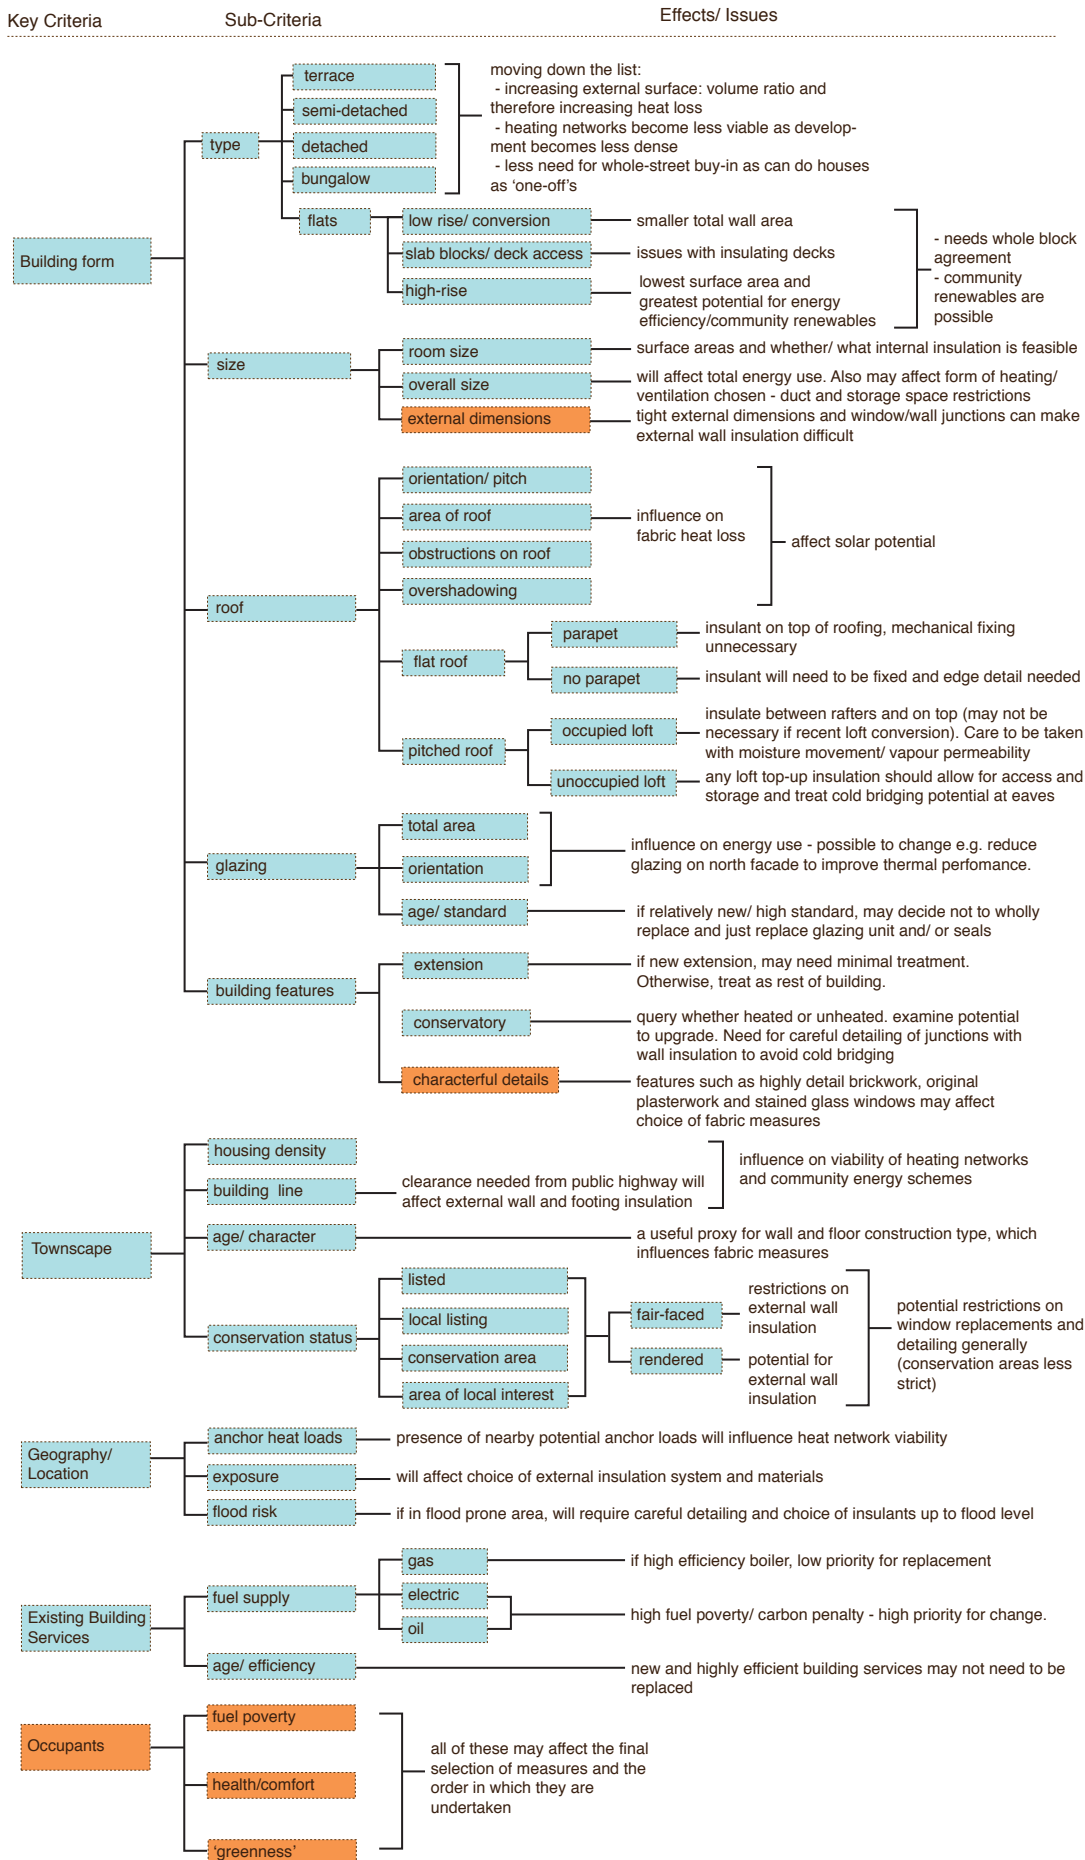 Key Criteria
Sub-Criteria
Effects/ Issues
Building form
type
terrace
semi-detached
detached
bungalow
moving down the list:
- increasing external surface: volume ratio and
therefore increasing heat loss
- heating networks become less viable as develop-
ment becomes less dense
- less need for whole-street buy-in as can do houses
as ‘one-off’s
flats
low rise/ conversion
smaller total wall area
slab blocks/ deck access
issues with insulating decks
high-rise
lowest surface area and
greatest potential for energy
efficiency/community renewables
- needs whole block
agreement
- community
renewables are
possible
size
room size
surface areas and whether/ what internal insulation is feasible
overall size
will affect total energy use. Also may affect form of heating/
ventilation chosen - duct and storage space restrictions
external dimensions
tight external dimensions and window/wall junctions can make
external wall insulation difficult
roof
orientation/ pitch
area of roof
influence on
fabric heat loss
obstructions on roof
overshadowing
affect solar potential
flat roof
parapet
insulant on top of roofing, mechanical fixing
unnecessary
no parapet
insulant will need to be fixed and edge detail needed
pitched roof
occupied loft
insulate between rafters and on top (may not be
necessary if recent loft conversion). Care to be taken
with moisture movement/ vapour permeability
unoccupied loft
any loft top-up insulation should allow for access and
storage and treat cold bridging potential at eaves
glazing
total area
orientation
influence on energy use - possible to change e.g. reduce
glazing on north facade to improve thermal perfomance.
age/ standard
if relatively new/ high standard, may decide not to wholly
replace and just replace glazing unit and/ or seals
building features
extension
if new extension, may need minimal treatment.
Otherwise, treat as rest of building.
conservatory
query whether heated or unheated. examine potential
to upgrade. Need for careful detailing of junctions with
wall insulation to avoid cold bridging
characterful details
features such as highly detail brickwork, original
plasterwork and stained glass windows may affect
choice of fabric measures
Townscape
housing density
building line
clearance needed from public highway will
affect external wall and footing insulation
influence on viability of heating networks
and community energy schemes
age/ character
a useful proxy for wall and floor construction type, which
influences fabric measures
conservation status
listed
local listing
conservation area
area of local interest
fair-faced
restrictions on
external wall
insulation
rendered
potential for
external wall
insulation
potential restrictions on
window replacements and
detailing generally
(conservation areas less
strict)
Geography/
Location
anchor heat loads
presence of nearby potential anchor loads will influence heat network viability
exposure
will affect choice of external insulation system and materials
flood risk
if in flood prone area, will require careful detailing and choice of insulants up to flood level
Existing Building
Services
fuel supply
gas
if high efficiency boiler, low priority for replacement
electric
oil
high fuel poverty/ carbon penalty - high priority for change.
age/ efficiency
new and highly efficient building services may not need to be
replaced
Occupants
fuel poverty
health/comfort
‘greenness’
all of these may affect the final
selection of measures and the
order in which they are
undertaken